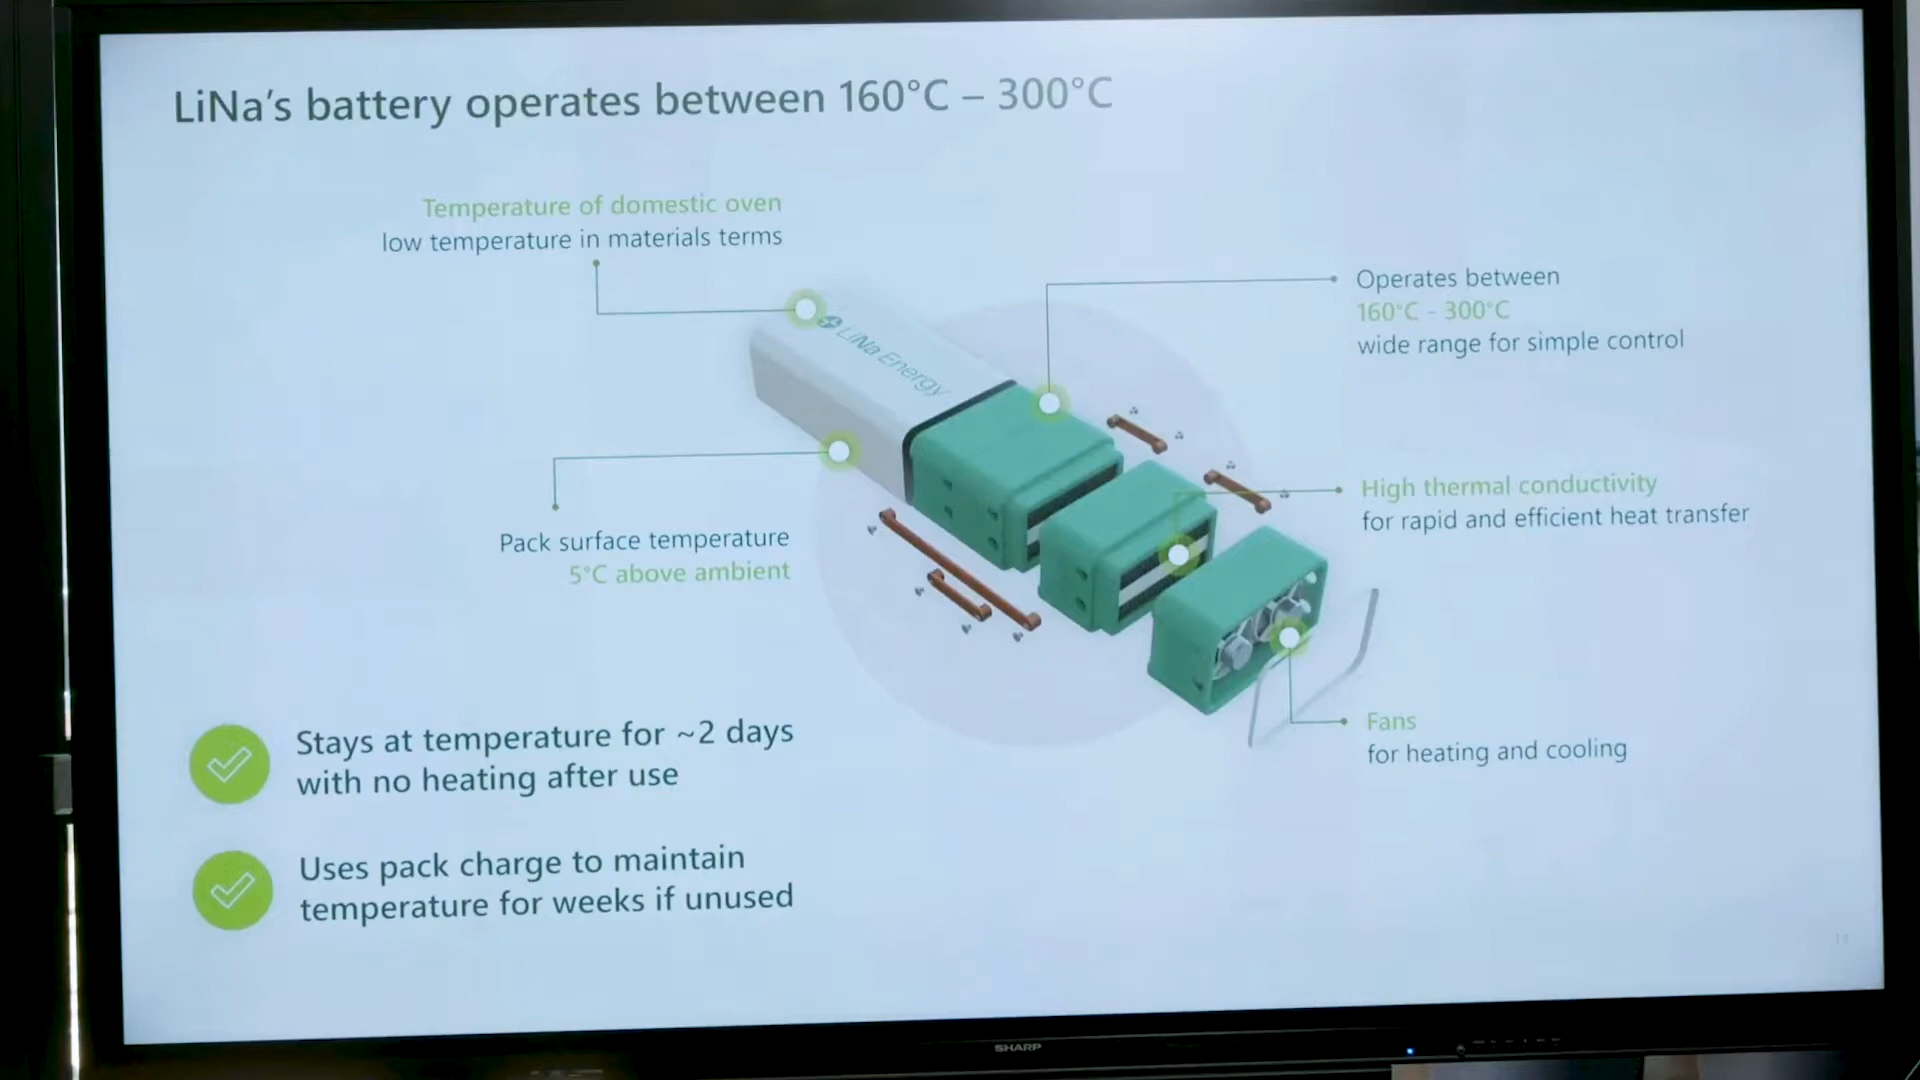 LiNa's battery operates between 160°C – 300°C
Temperature of domestic oven
low temperature in materials terms
LiNa Energy
Operates between
160°C - 300°C
wide range for simple control
Pack surface temperature
5°C above ambient
High thermal conductivity
for rapid and efficient heat transfer
Fans
for heating and cooling
Stays at temperature for ~2 days
with no heating after use
Uses pack charge to maintain
temperature for weeks if unused
SHARP